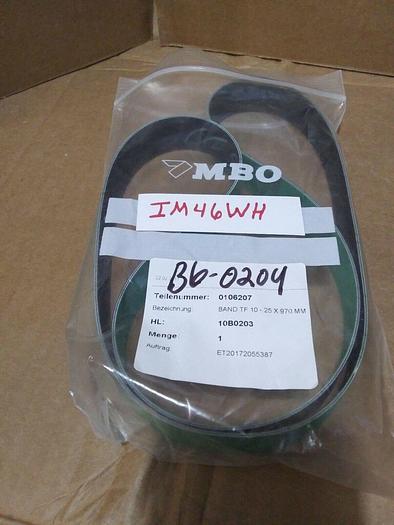 MBO
IM46WH
B6-0204
Teilenummer: 0106207
Bezeichnung: BAND TF 10 - 25 X 970 MM
HL: 10B0203
Menge: 1
Auftrag: ET20172055387